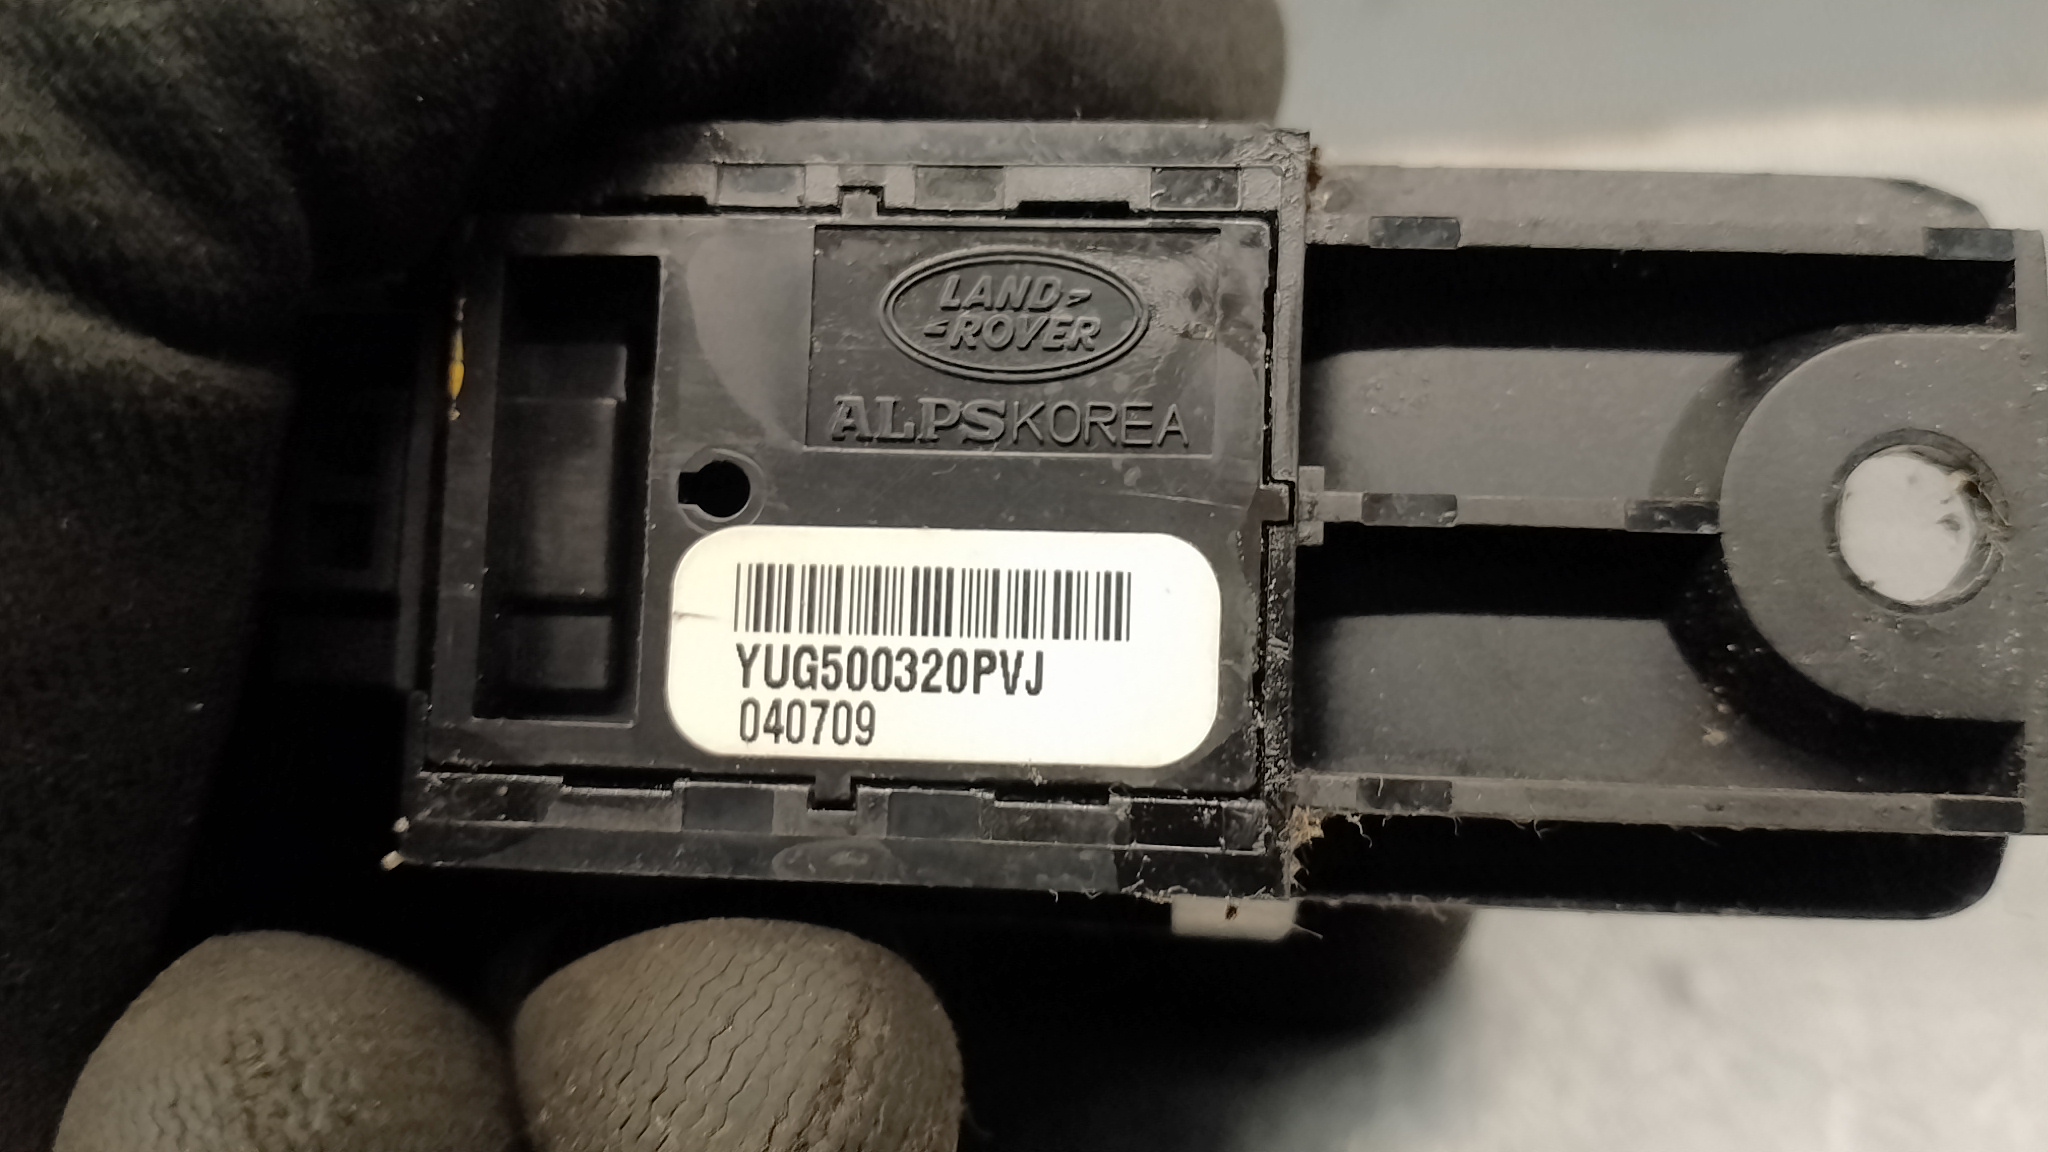 LAND
ROVER
ALPSKOREA
YUG500320PVJ
040709